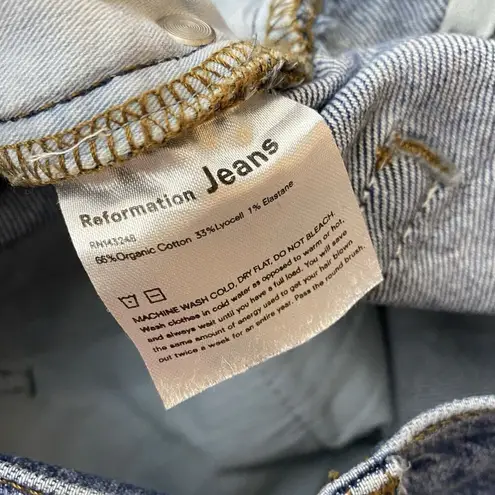 Reformation Jeans
RN143248
66%Organic Cotton 33%Lyocell 1% Elastane
MACHINE WASH COLD, DRY FLAT, DO NOT BLEACH.
Wash clothes in cold water as opposed to warm or hot,
and always wait until you have a full load. You will save
the same amount of energy used to get your hair blown
out twice a week for an entire year. Pass the round brush.